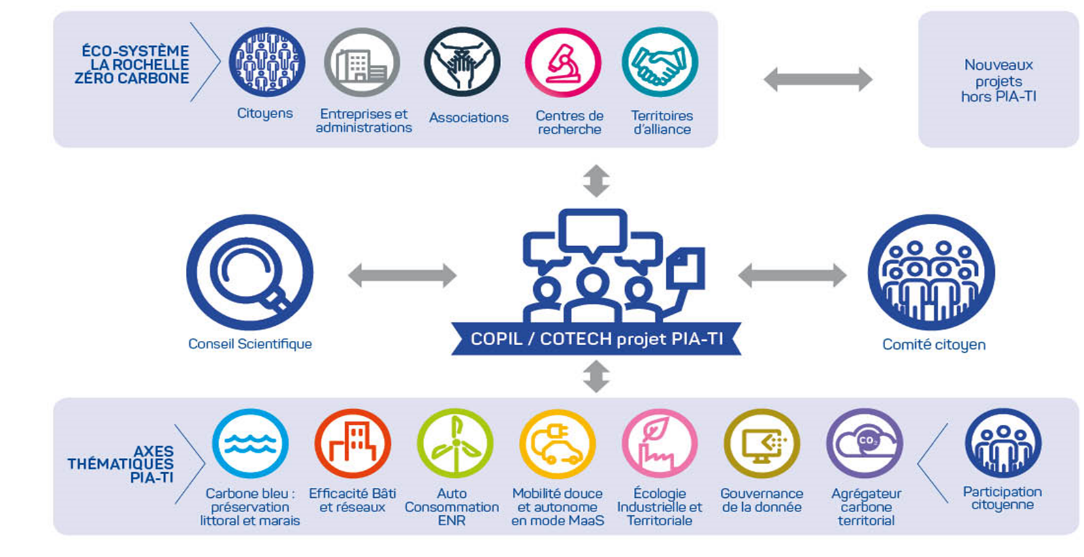 ÉCO-SYSTÈME
LA ROCHELLE
ZÉRO CARBONE
Citoyens
Entreprises et
administrations
Associations
Centres de
recherche
Territoires
d'alliance
Nouveaux
projets
hors PIA-TI
Conseil Scientifique
COPIL / COTECH projet PIA-TI
Comité citoyen
AXES
THÉMATIQUES
PIA-TI
Carbone bleu :
préservation
littoral et marais
Efficacité Bâti
et réseaux
Auto
Consommation
ENR
Mobilité douce
et autonome
en mode MaaS
Écologie
Industrielle et
Territoriale
Gouvernance
de la donnée
CO₂
Agrégateur
carbone
territorial
Participation
citoyenne